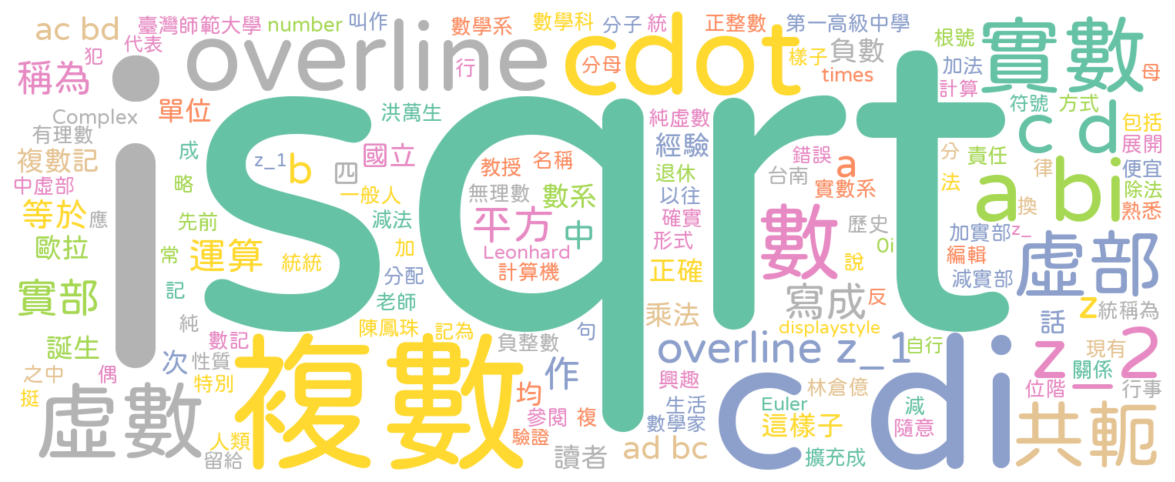 ac bd
臺灣師範大學
number
叫作
數學系
數學科
分子
統
正整數
第一高級中學
犯
代表
overline
cdot
行
分母
樣子
負數
實數
根號
加法
母
稱為
times
計算
Complex
單位
洪萬生
純虛數
符號
方式
有理數
i
sqrt
經驗
c d
包括
展開
複數記
成
z_1
b
國立
四
教授
名稱
退休
錯誤
a
分
責任
律
便宜
中虛部
略
一般人
無理數
數系
以往
台南
實數系
a bi
法
除法
熟悉
等於
應
先前
減法
平方
中
確實
數
歷史
換
歐拉
常
運算
加
統統
Leonhard
形式
0i
加實部
z_
虛部
分配
計算機
正確
說
編輯
減實部
實部
記
老師
乘法
寫成
反
z
統稱為
純
陳鳳珠
記為
句
displaystyle
話
誕生
數記
負整數
overline z_1
自行
z_2
現有
之中
偶
次
性質
複數
作
興趣
林倉億
c di
關係
挺
特別
均
生活
Euler
減
位階
行事
虛數
參閱
複
數學家
這樣子
隨意
共軛
人類
驗證
留給
讀者
ad bc
擴充成